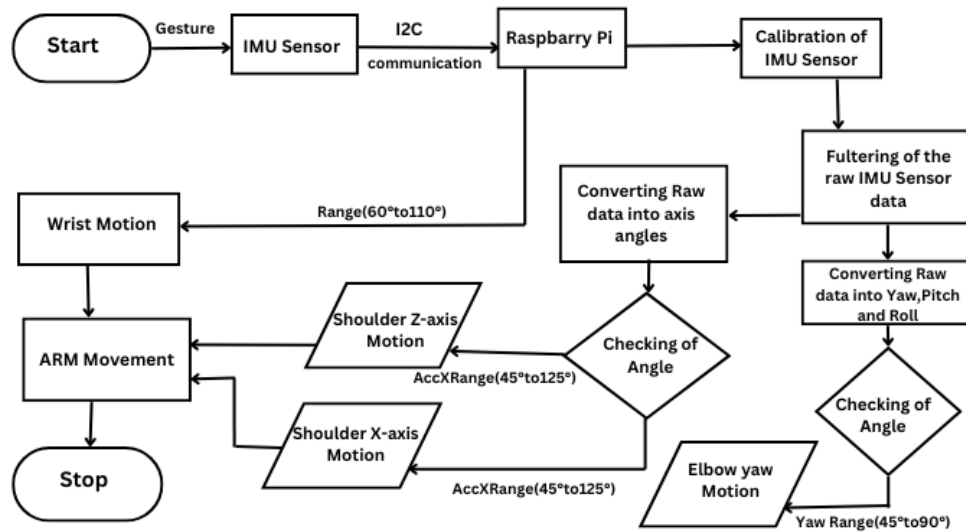 Start
Gesture
IMU Sensor
I2C
communication
Raspbarry Pi
Calibration of
IMU Sensor
Fultering of the
raw IMU Sensor
data
Converting Raw
data into axis
angles
Range(60°to110°)
Wrist Motion
Converting Raw
data into Yaw,Pitch
and Roll
Shoulder Z-axis
Motion
Checking of
Angle
AccXRange(45°to125°)
ARM Movement
Checking of
Angle
Shoulder X-axis
Motion
AccXRange(45°to125°)
Elbow yaw
Motion
Yaw Range(45°to90°)
Stop